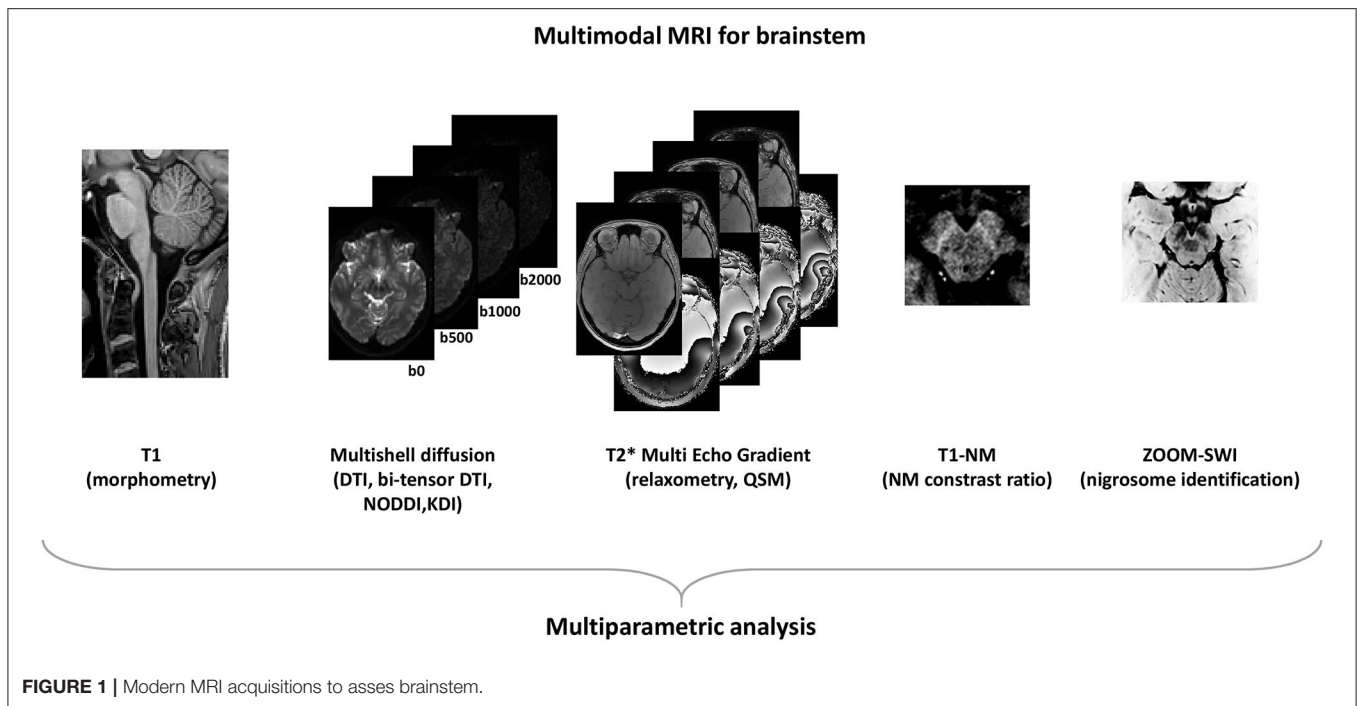 Multimodal MRI for brainstem
b2000
b1000
b500
b0
T1
(morphometry)
Multishell diffusion
(DTI, bi-tensor DTI,
NODDI,KDI)
T2* Multi Echo Gradient
(relaxometry, QSM)
T1-NM
(NM constrast ratio)
ZOOM-SWI
(nigrosome identification)
Multiparametric analysis
FIGURE 1 | Modern MRI acquisitions to asses brainstem.